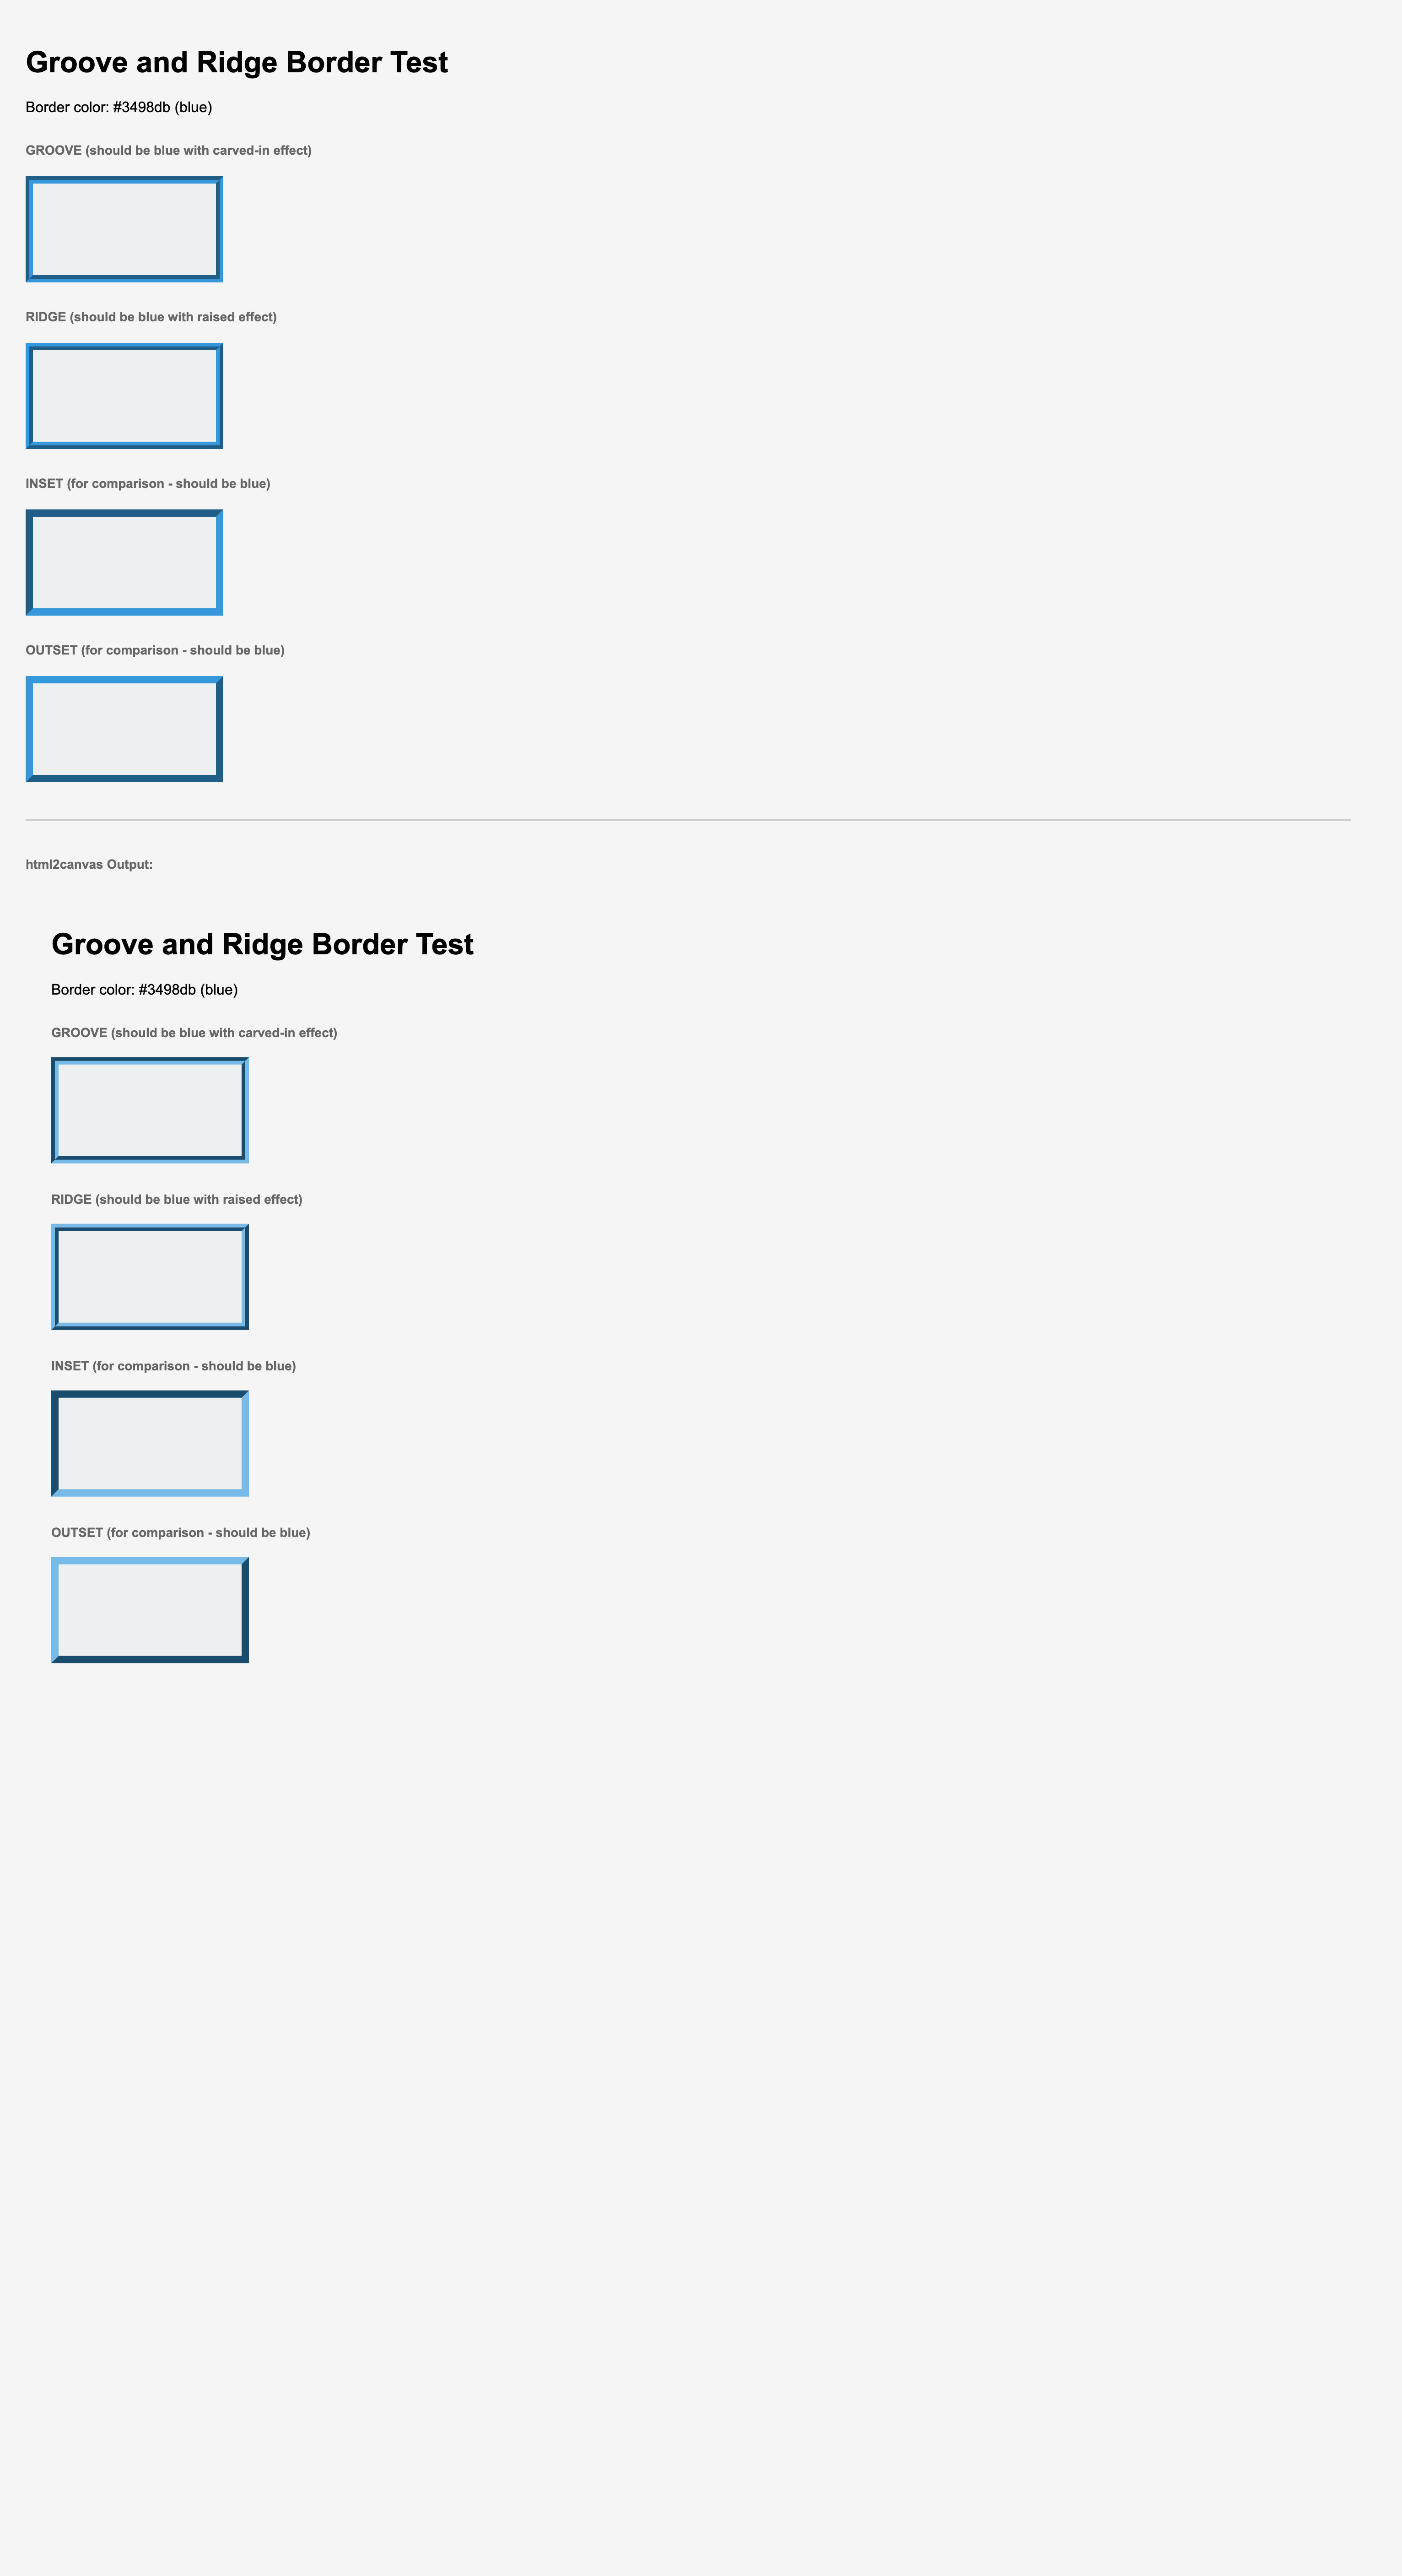 Groove and Ridge Border Test
Border color: #3498db (blue)
GROOVE (should be blue with carved-in effect)
RIDGE (should be blue with raised effect)
INSET (for comparison - should be blue)
OUTSET (for comparison - should be blue)
html2canvas Output:
Groove and Ridge Border Test
Border color: #3498db (blue)
GROOVE (should be blue with carved-in effect)
RIDGE (should be blue with raised effect)
INSET (for comparison - should be blue)
OUTSET (for comparison - should be blue)